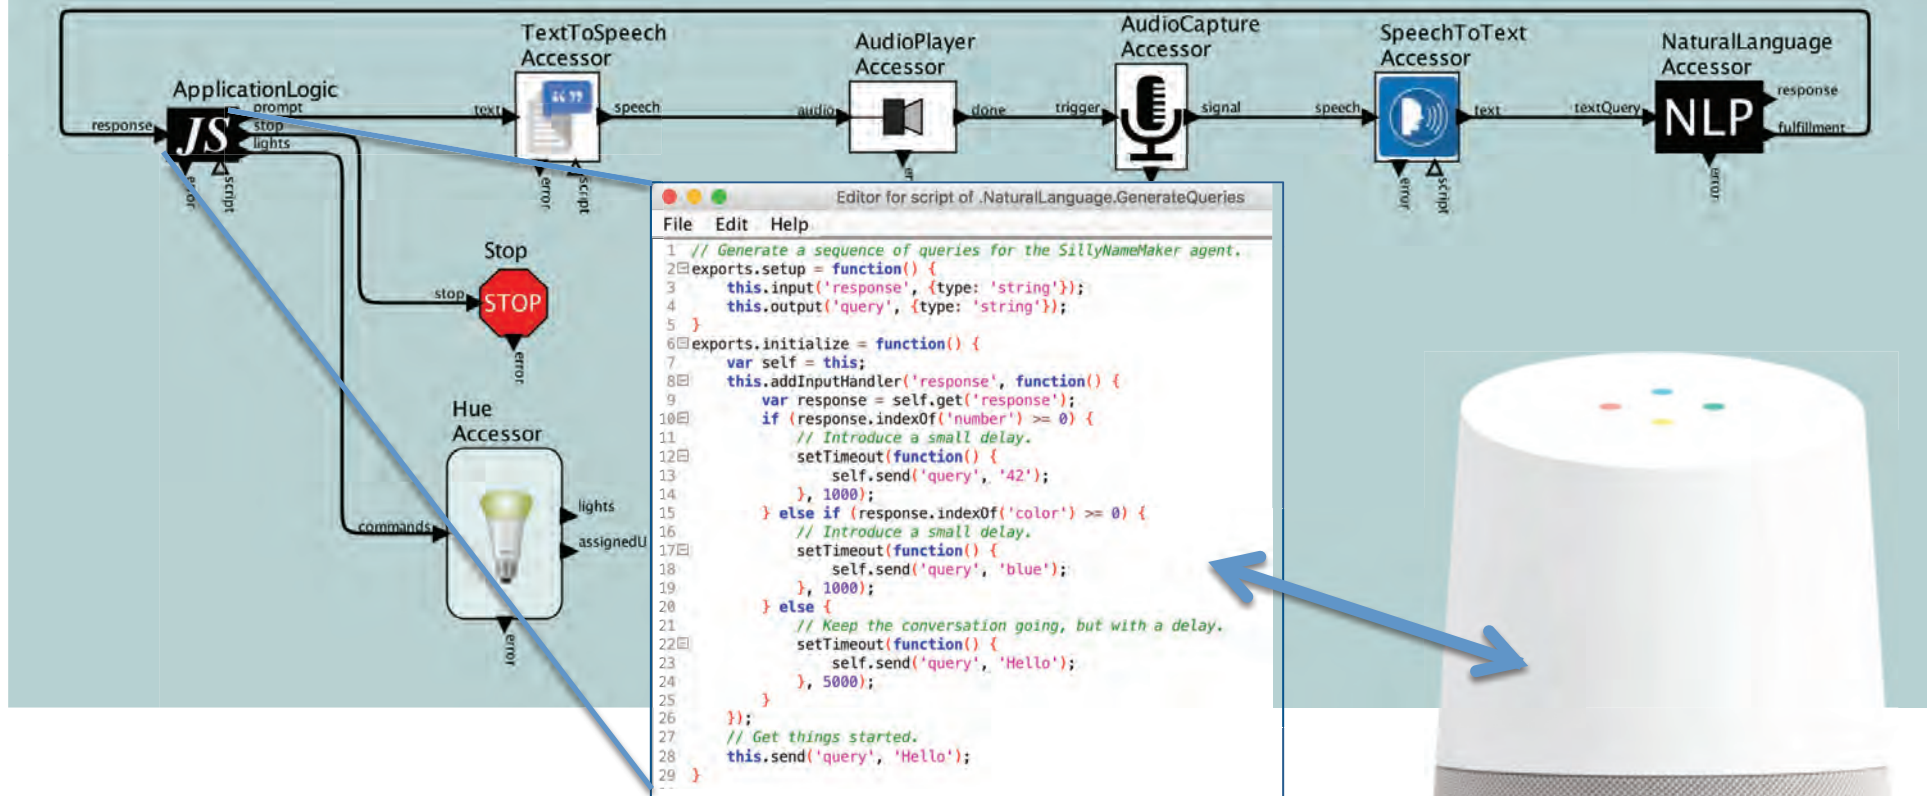 TextToSpeech
Accessor
AudioPlayer
Accessor
AudioCapture
Accessor
SpeechToText
Accessor
NaturalLanguage
Accessor
ApplicationLogic
response
JS
prompt
stop
lights
error
script
text
“ ”
speech
error
script
audio
done
er
trigger
signal
speech
text
error
script
textQuery
NLP
response
fulfillment
error
Stop
stop
STOP
error
Hue
Accessor
commands
lights
assignedU
error
Editor for script of .NaturalLanguage.GenerateQueries
File Edit Help
1 // Generate a sequence of queries for the SillyNameMaker agent.
2 exports.setup = function() {
3 this.input('response', {type: 'string'});
4 this.output('query', {type: 'string'});
5 }
6 exports.initialize = function() {
7 var self = this;
8 this.addInputHandler('response', function() {
9 var response = self.get('response');
10 if (response.indexOf('number') >= 0) {
11 // Introduce a small delay.
12 setTimeout(function() {
13 self.send('query', '42');
14 }, 1000);
15 } else if (response.indexOf('color') >= 0) {
16 // Introduce a small delay.
17 setTimeout(function() {
18 self.send('query', 'blue');
19 }, 1000);
20 } else {
21 // Keep the conversation going, but with a delay.
22 setTimeout(function() {
23 self.send('query', 'Hello');
24 }, 5000);
25 }
26 });
27 // Get things started.
28 this.send('query', 'Hello');
29 }